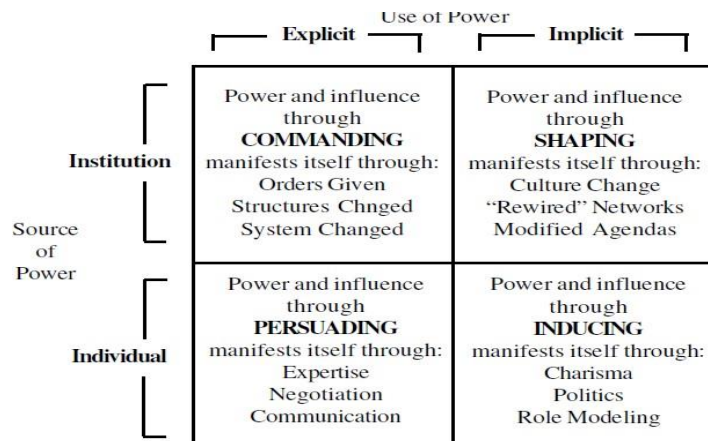 Use of Power
Explicit
Implicit
Source
of
Power
Institution
Power and influence
through
COMMANDING
manifests itself through:
Orders Given
Structures Chnged
System Changed
Power and influence
through
SHAPING
manifests itself through:
Culture Change
“Rewired” Networks
Modified Agendas
Individual
Power and influence
through
PERSUADING
manifests itself through:
Expertise
Negotiation
Communication
Power and influence
through
INDUCING
manifests itself through:
Charisma
Politics
Role Modeling